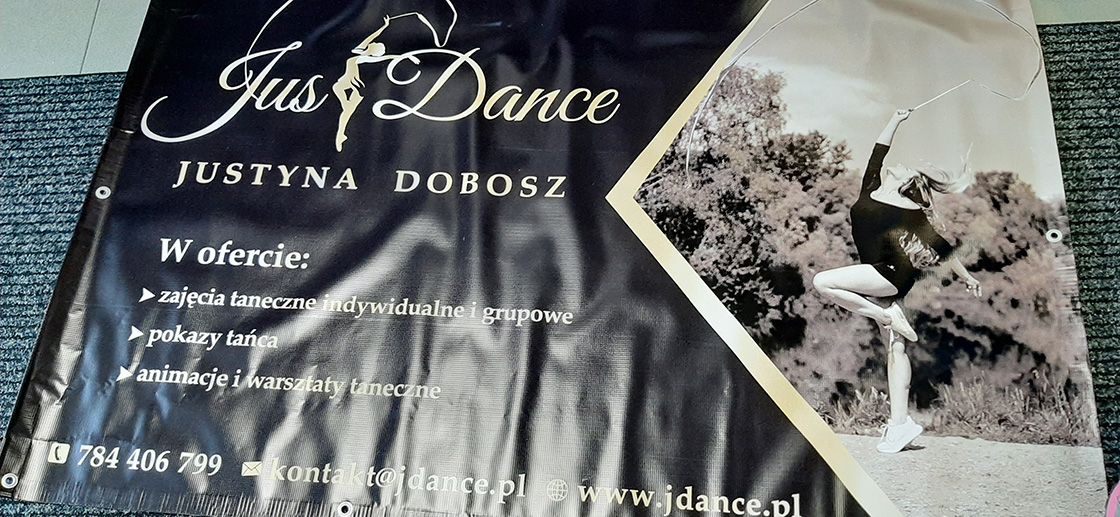 Jus Dance
JUSTYNA DOBOSZ
W ofercie:
➤ zajęcia taneczne indywidualne i grupowe
➤ pokazy tańca
➤ animacje i warsztaty taneczne
784 406 799 kontakt@jdance.pl www.jdance.pl